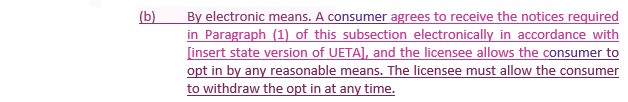 (b) By electronic means. A consumer agrees to receive the notices required
in Paragraph (1) of this subsection electronically in accordance with
[insert state version of UETA], and the licensee allows the consumer to
opt in by any reasonable means. The licensee must allow the consumer
to withdraw the opt in at any time.